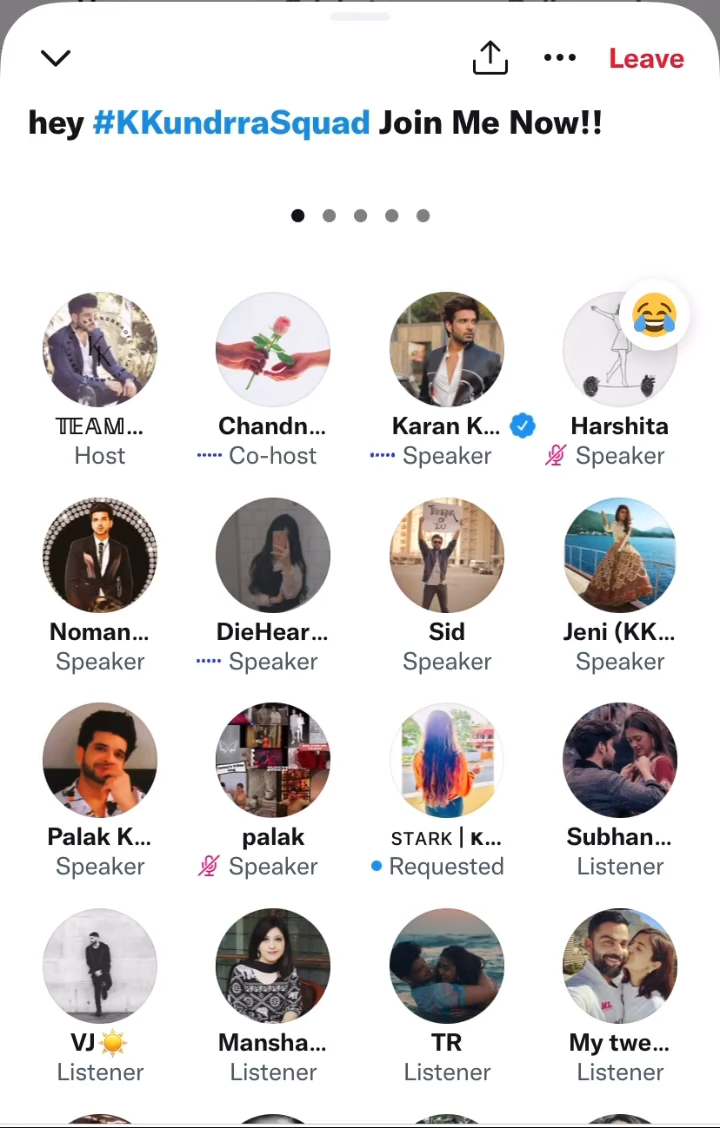 Leave
hey #KKundrraSquad Join Me Now!!
𝕋𝔼𝔸𝕄... Chandn... Karan K... Harshita
Host Co-host Speaker Speaker
Noman... DieHear... Sid Jeni (KK...
Speaker Speaker Speaker Speaker
Palak K... palak ꜱᴛᴀʀᴋ | ᴋ... Subhan...
Speaker Speaker Requested Listener
VJ☀️ Mansha... TR My twe...
Listener Listener Listener Listener